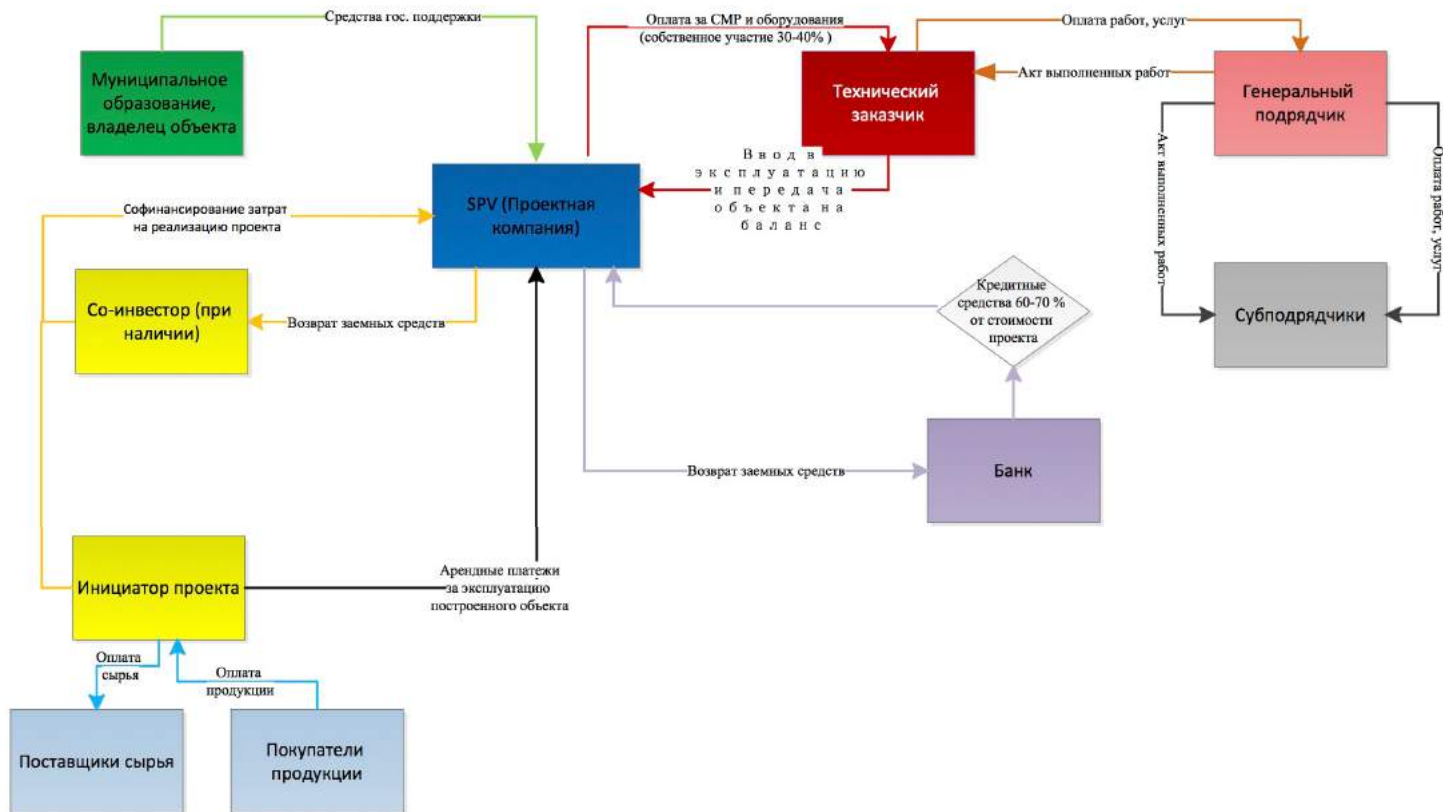 Средства гос. поддержки
Оплата за СМР и оборудования
(собственное участие 30-40% )
Оплата работ, услуг
Муниципальное
образование,
владелец объекта
Технический
заказчик
Акт выполненных работ
Генеральный
подрядчик
Ввод в
эксплуатацию
и передача
объекта на
баланс
Акт выполненных работ
Оплата работ, услуг
SPV (Проектная
компания)
Софинансирование затрат
на реализацию проекта
Со-инвестор (при
наличии)
Возврат заемных средств
Кредитные
средства 60-70 %
от стоимости
проекта
Субподрядчики
Возврат заемных средств
Банк
Инициатор проекта
Арендные платежи
за эксплуатацию
построенного объекта
Оплата
сырья
Оплата
продукции
Поставщики сырья
Покупатели
продукции